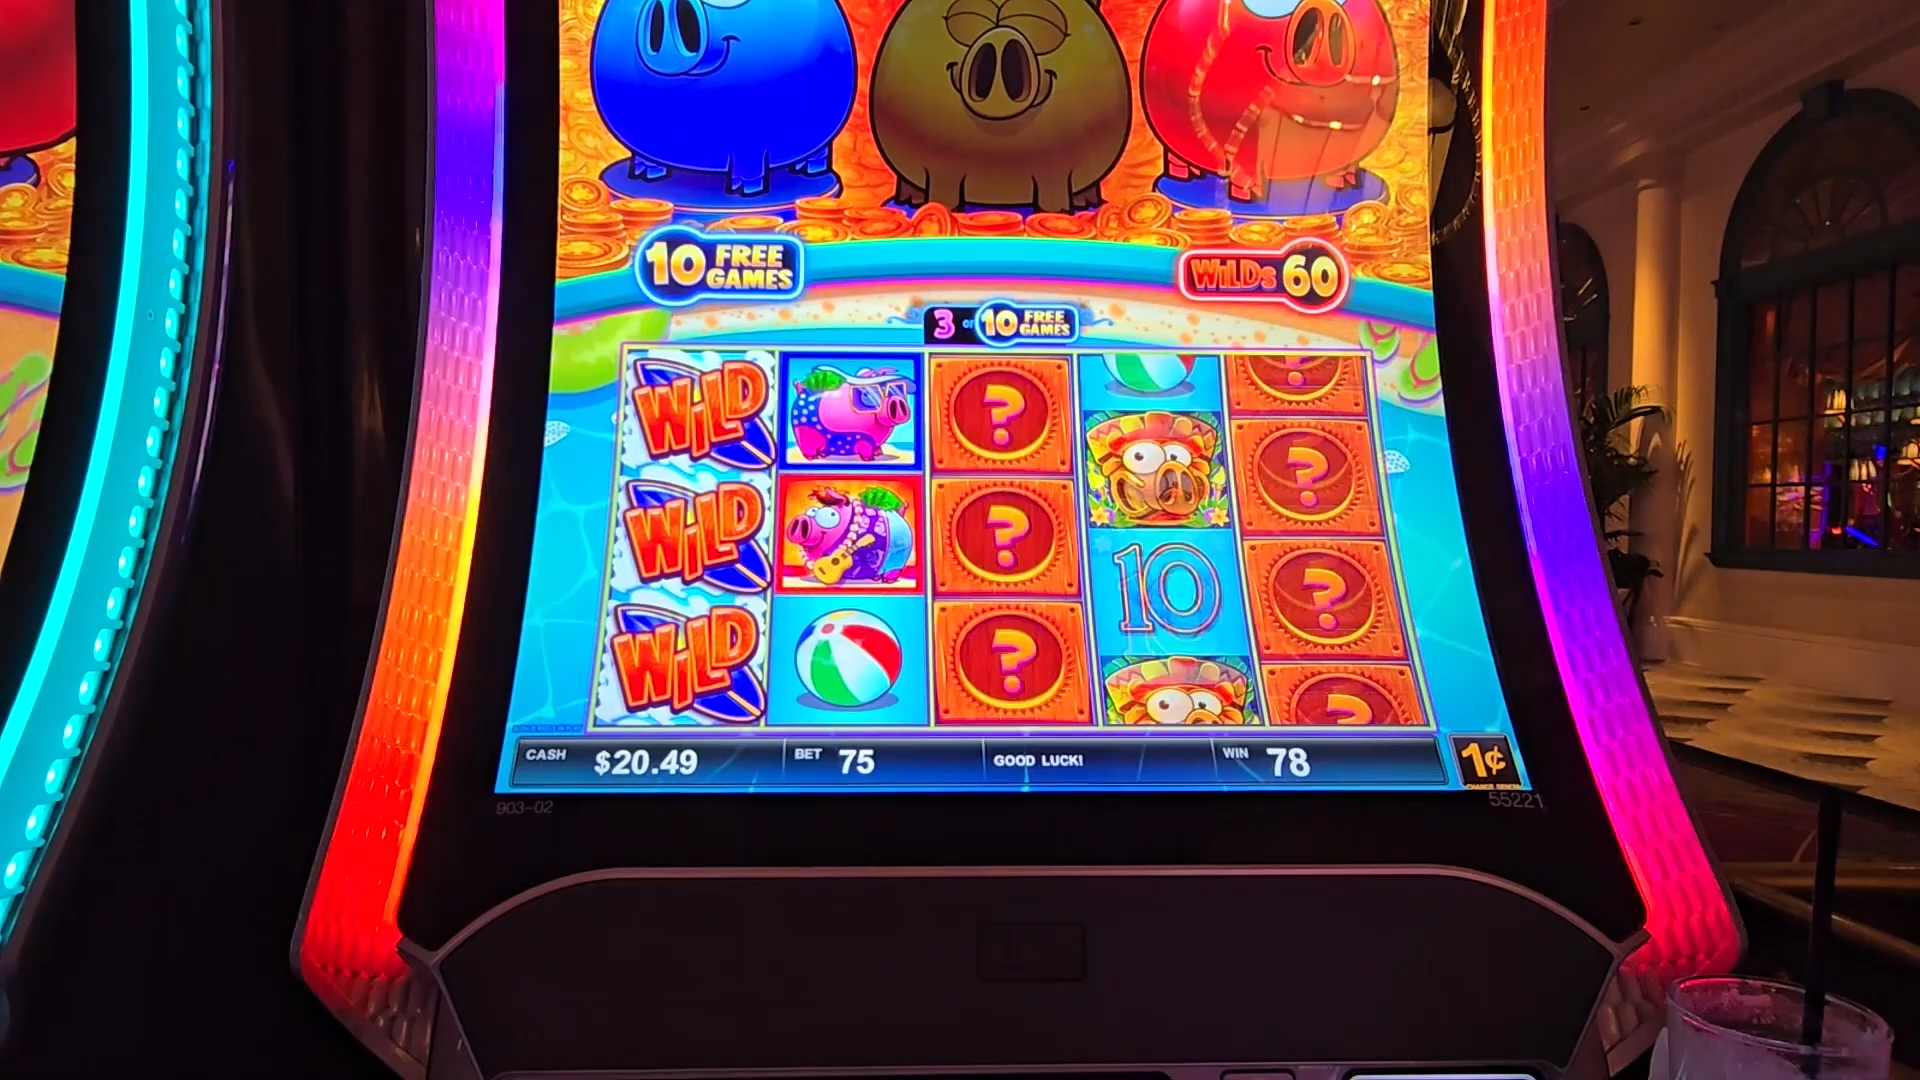 10 FREE GAMES
WiLDs 60
3 OF 10 FREE GAMES
WiLD
WiLD
WiLD
?
?
?
10
?
?
?
?
?
CASH $20.49 BET 75 GOOD LUCK! WIN 78 1¢
903-02 55221